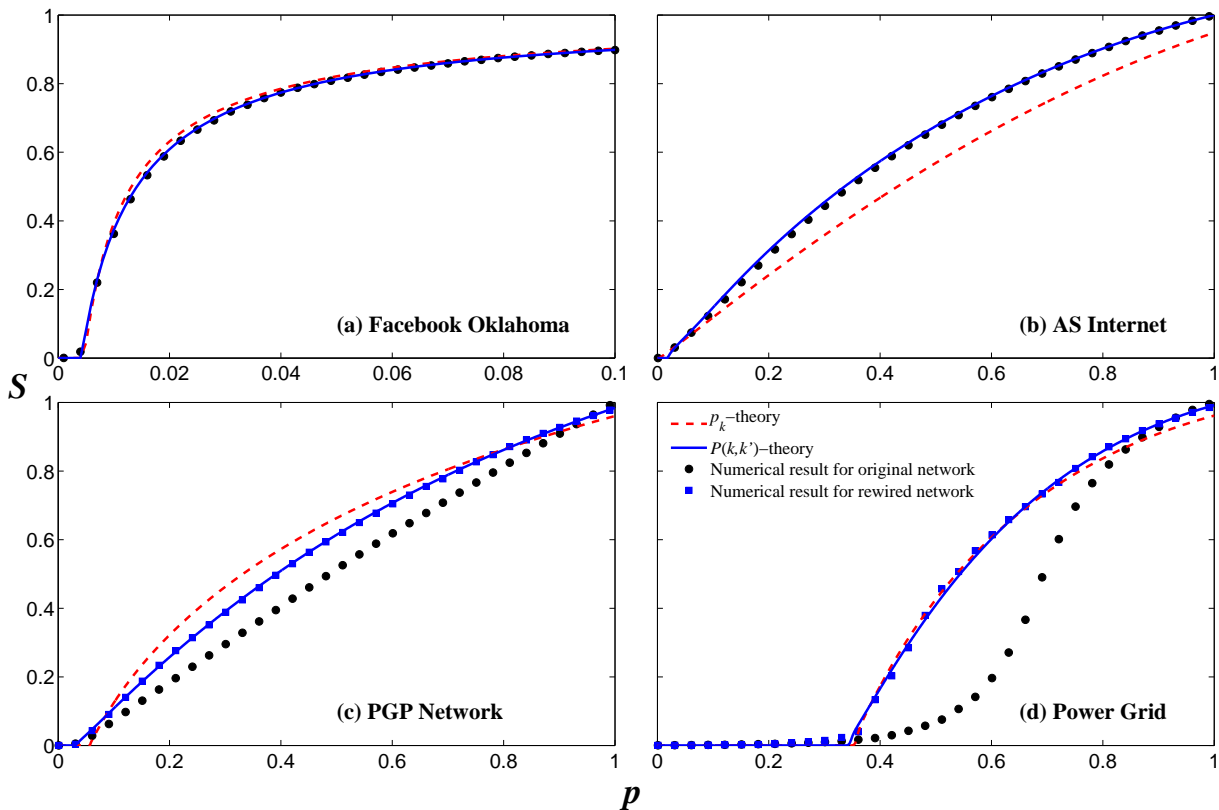 1
0.8
0.6
0.4
0.2
0
0 0.02 0.04 0.06 0.08 0.1
(a) Facebook Oklahoma
0 0.2 0.4 0.6 0.8 1
(b) AS Internet
S
1
0.8
0.6
0.4
0.2
0
0 0.2 0.4 0.6 0.8 1
(c) PGP Network
p_k−theory
P(k,k’)−theory
Numerical result for original network
Numerical result for rewired network
(d) Power Grid
0 0.2 0.4 0.6 0.8 1
p